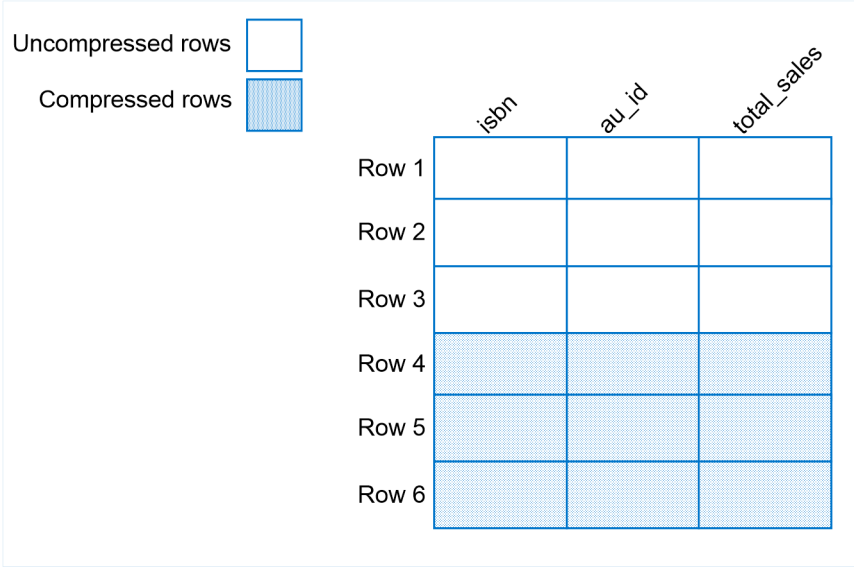 Uncompressed rows
Compressed rows
isbn
au_id
total_sales
Row 1
Row 2
Row 3
Row 4
Row 5
Row 6